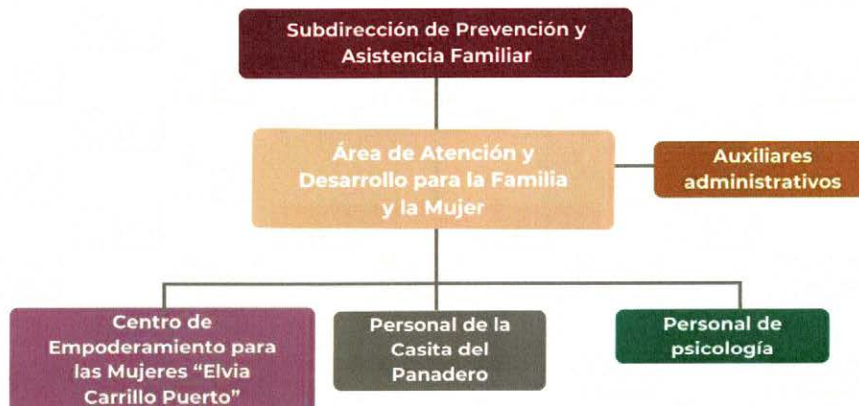 Subdirección de Prevención y
Asistencia Familiar
Área de Atención y
Desarrollo para la Familia
y la Mujer
Auxiliares
administrativos
Centro de
Empoderamiento para
las Mujeres “Elvia
Carrillo Puerto”
Personal de la
Casita del
Panadero
Personal de
psicología